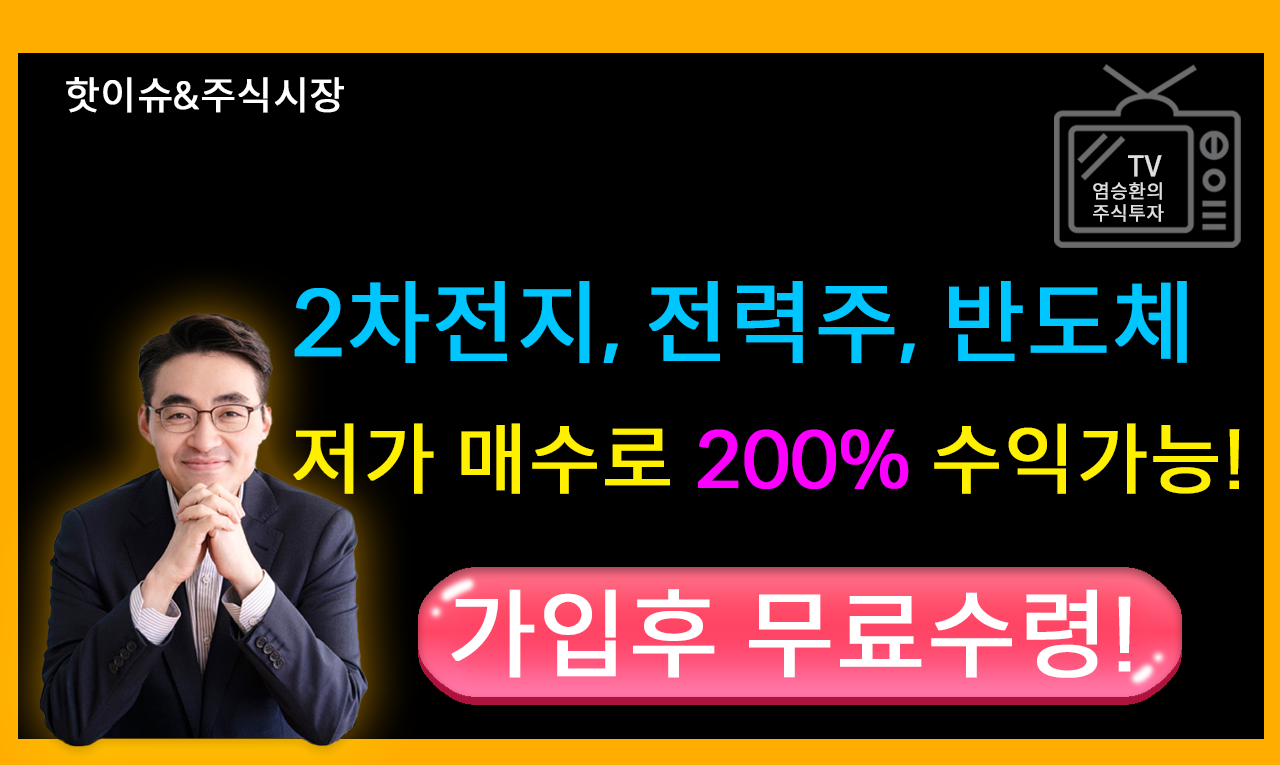 핫이슈&주식시장
TV
염승환의
주식투자
2차전지, 전력주, 반도체
저가 매수로 200% 수익가능!
가입후 무료수령!